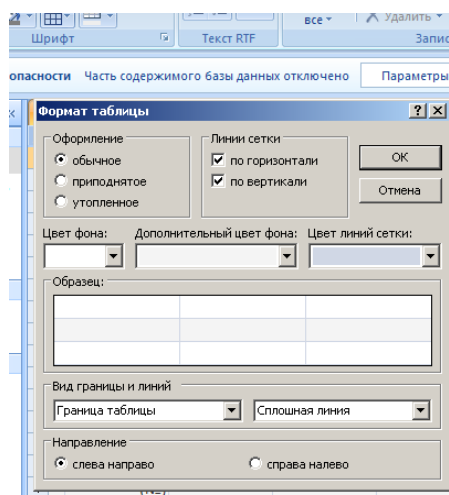 все
Удалить
Шрифт
Текст RTF
Запис
опасности Часть содержимого базы данных отключено Параметры
Формат таблицы
Оформление
Линии сетки
обычное
по горизонтали
OK
приподнятое
по вертикали
Отмена
утопленное
Цвет фона: Дополнительный цвет фона: Цвет линий сетки:
Образец:
Вид границы и линий
Граница таблицы
Сплошная линия
Направление
слева направо
справа налево